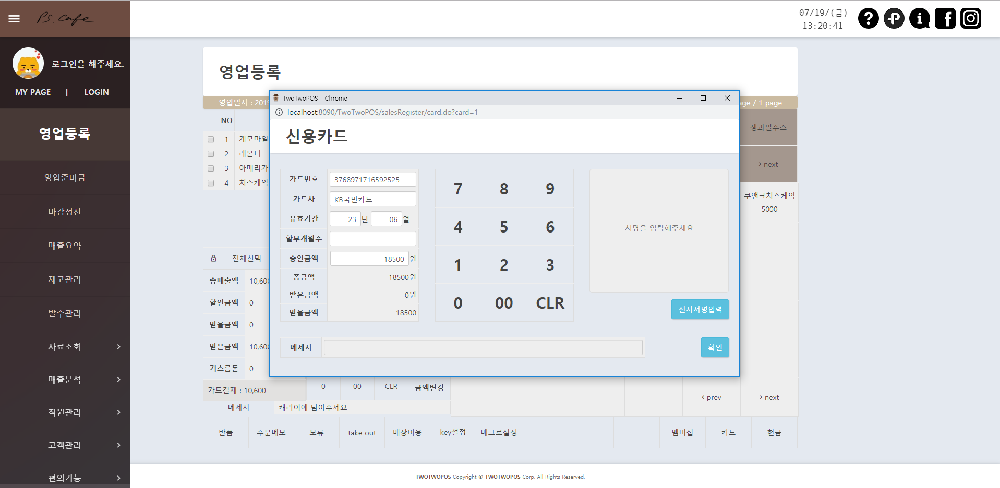 P.S. Cafe
07/19/(금)
13:20:41
로그인을 해주세요.
MY PAGE | LOGIN
영업등록
영업준비금
마감정산
매출요약
재고관리
발주관리
자료조회
매출분석
직원관리
고객관리
편의기능
영업등록
영업일자 : 2019
age / 1 page
NO
1 캐모마일
2 레몬티
3 아메리카
4 치즈케익
전체선택
총매출액 10,600
할인금액 0
받을금액 0
받은금액 10,600
거스름돈 0
카드결제 : 10,600
0 00 CLR 금액변경
메세지 캐리어에 담아주세요
생과일주스
› next
쿠앤크치즈케익
5000
‹ prev › next
반품 주문메모 보류 take out 매장이용 key설정 매크로설정 멤버십 카드 현금
TwoTwoPOS - Chrome
localhost:8090/TwoTwoPOS/salesRegister/card.do?card=1
신용카드
카드번호 3768971716592525
카드사 KB국민카드
유효기간 23 년 06 월
할부개월수
승인금액 18500 원
총금액 18500원
받은금액 0원
받을금액 18500
7 8 9
4 5 6
1 2 3
0 00 CLR
서명을 입력해주세요
전자서명입력
메세지
확인
TWOTWOPOS Copyright © TWOTWOPOS Corp. All Rights Reserved.